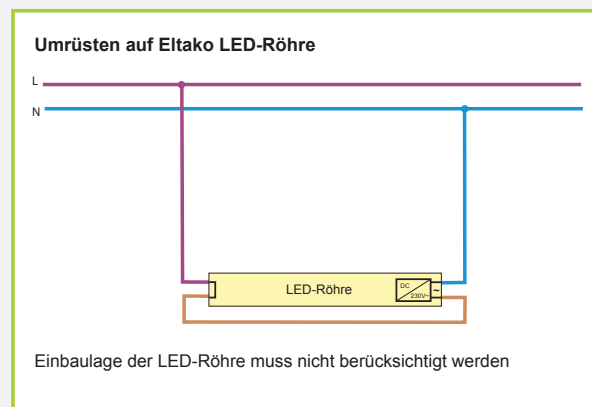 Umrüsten auf Eltako LED-Röhre
L
N
LED-Röhre
DC
230V~
~
Einbaulage der LED-Röhre muss nicht berücksichtigt werden